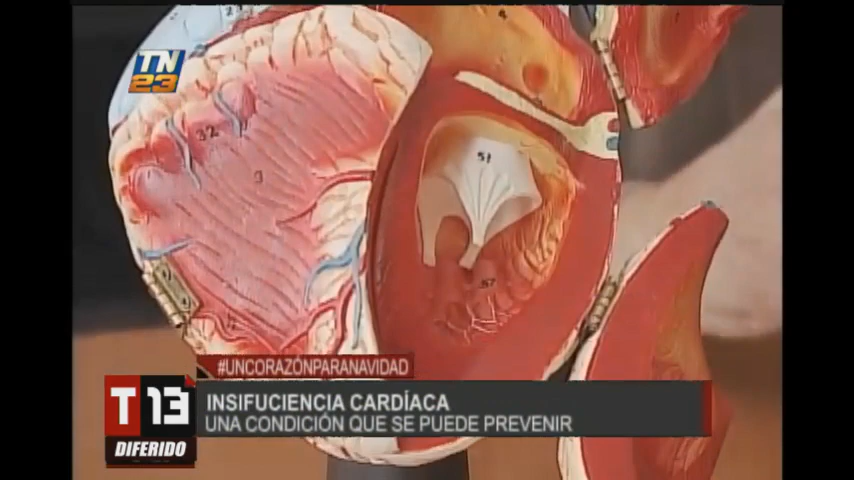 TN
23
32
3
51
57
#UNCORAZÓNPARANAVIDAD
T13
INSIFUCIENCIA CARDÍACA
UNA CONDICIÓN QUE SE PUEDE PREVENIR
DIFERIDO